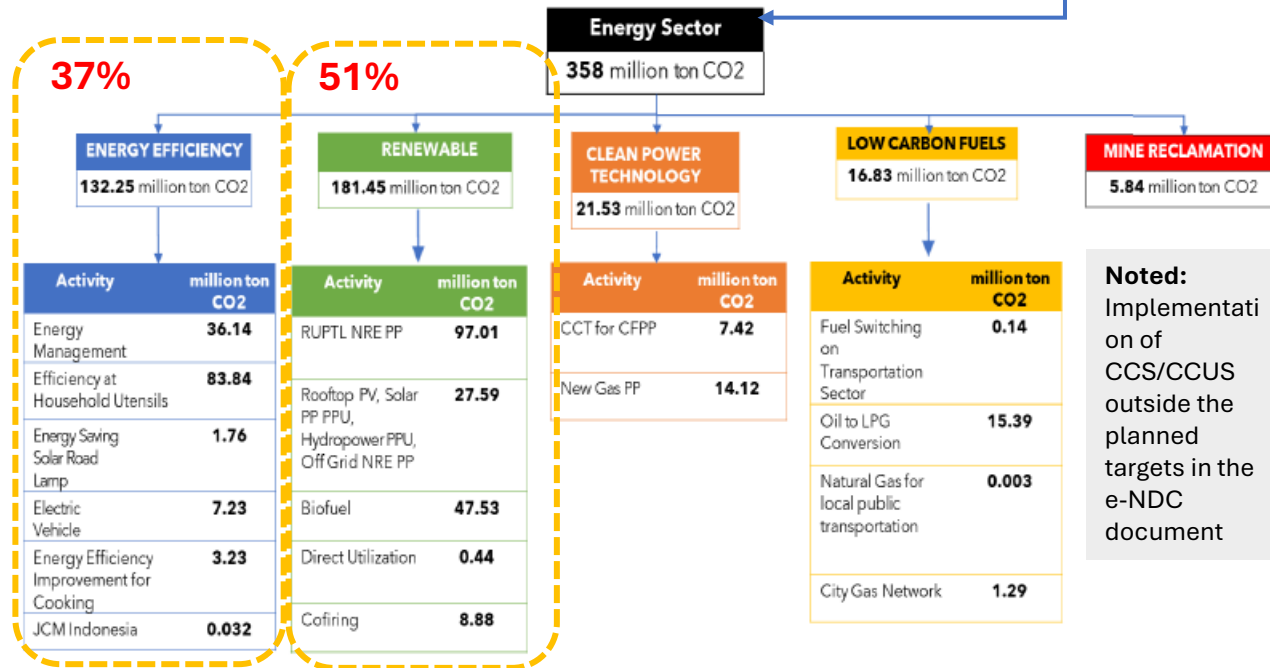 Energy Sector
358 million ton CO2
37%
51%
ENERGY EFFICIENCY
132.25 million ton CO2
RENEWABLE
181.45 million ton CO2
CLEAN POWER
TECHNOLOGY
21.53 million ton CO2
LOW CARBON FUELS
16.83 million ton CO2
MINE RECLAMATION
5.84 million ton CO2
Activity million ton
CO2
Energy 36.14
Management
Efficiency at 83.84
Household Utensils
Energy Saving 1.76
Solar Road
Lamp
Electric 7.23
Vehicle
Energy Efficiency 3.23
Improvement for
Cooking
JCM Indonesia 0.032
Activity million ton
CO2
RUPTL NRE PP 97.01
Rooftop PV, Solar 27.59
PP PPU,
Hydropower PPU,
Off Grid NRE PP
Biofuel 47.53
Direct Utilization 0.44
Cofiring 8.88
Activity million ton
CO2
CCT for CFPP 7.42
New Gas PP 14.12
Activity million ton
CO2
Fuel Switching 0.14
on
Transportation
Sector
Oil to LPG 15.39
Conversion
Natural Gas for 0.003
local public
transportation
City Gas Network 1.29
Noted:
Implementati
on of
CCS/CCUS
outside the
planned
targets in the
e-NDC
document